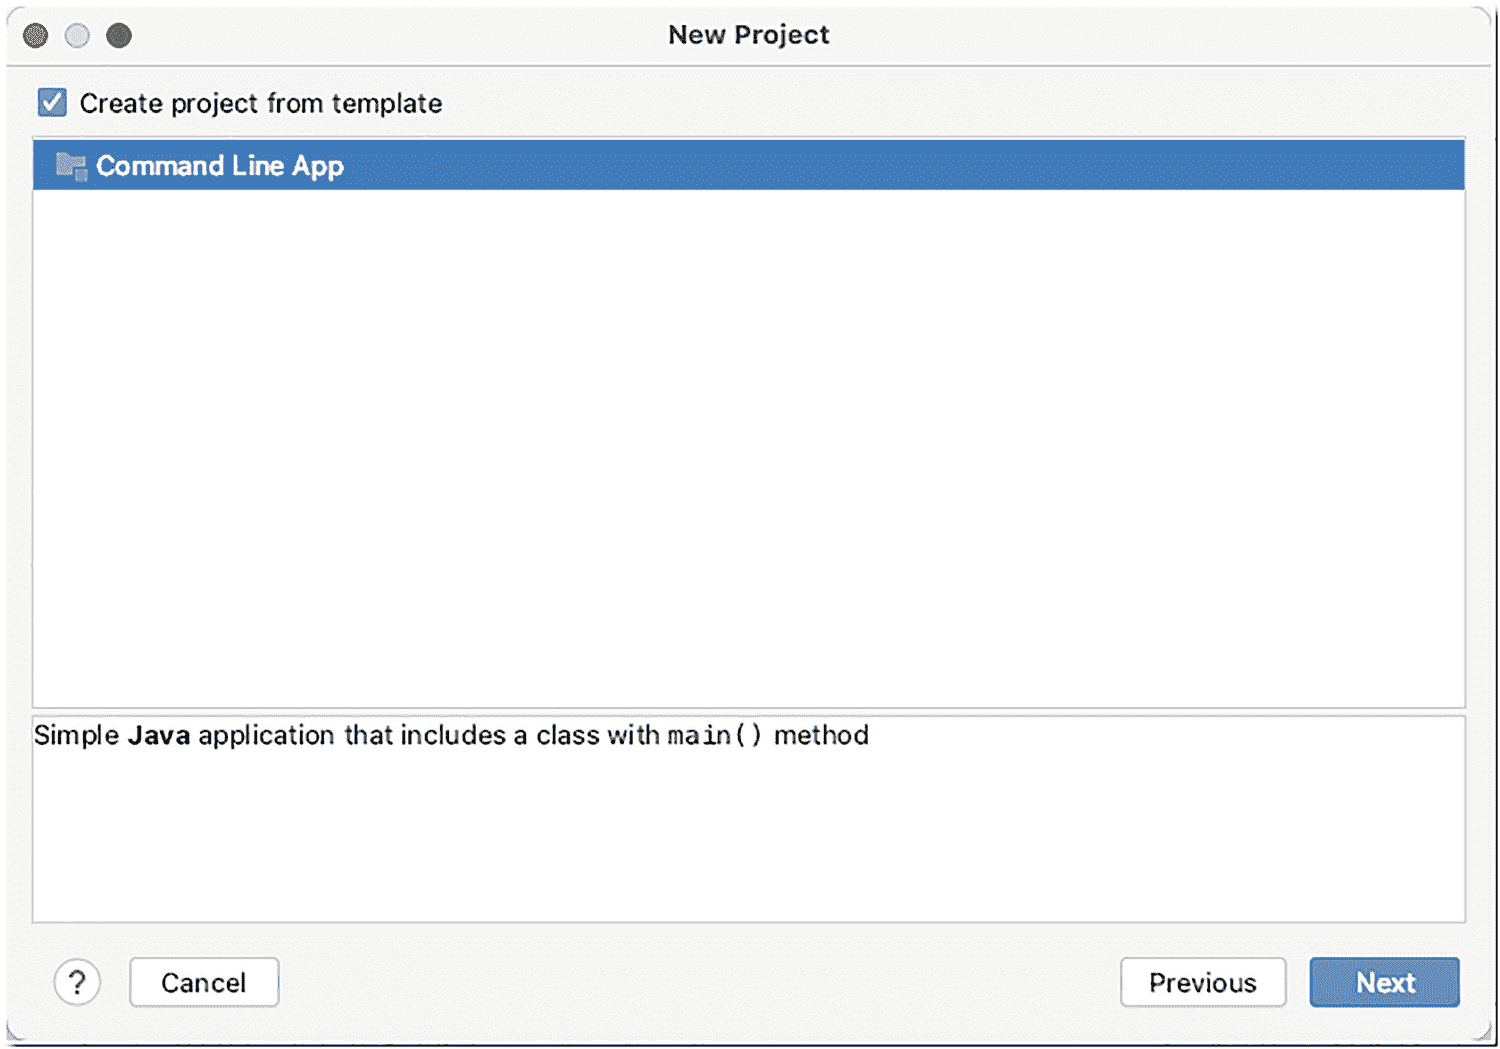 New Project
Create project from template
Command Line App
Simple Java application that includes a class with main() method
?
Cancel
Previous
Next